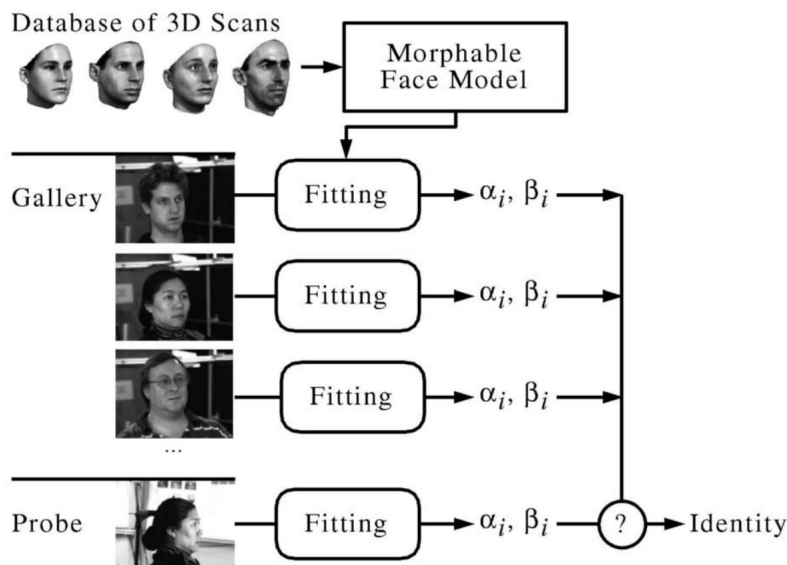 Database of 3D Scans
Morphable
Face Model
Gallery
Fitting
αi, βi
Fitting
αi, βi
Fitting
αi, βi
...
Probe
Fitting
αi, βi
?
Identity